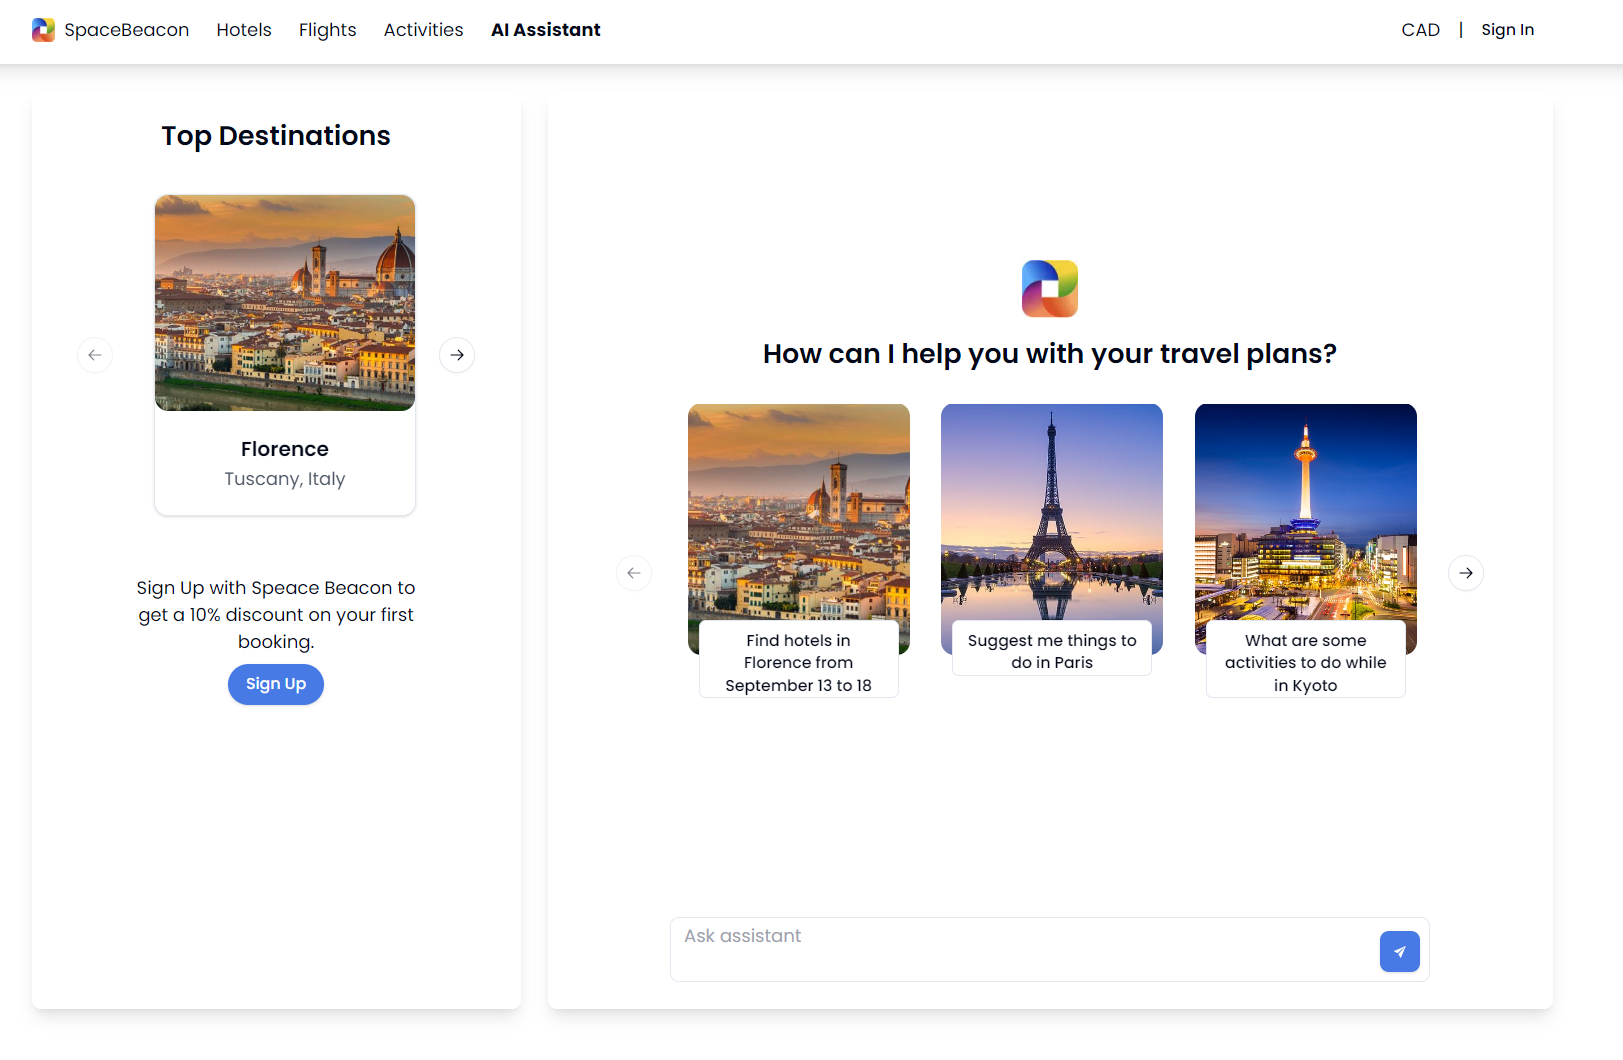 SpaceBeacon Hotels Flights Activities AI Assistant CAD | Sign In
Top Destinations
Florence
Tuscany, Italy
Sign Up with Speace Beacon to
get a 10% discount on your first
booking.
Sign Up
How can I help you with your travel plans?
Find hotels in
Florence from
September 13 to 18
Suggest me things to
do in Paris
What are some
activities to do while
in Kyoto
Ask assistant